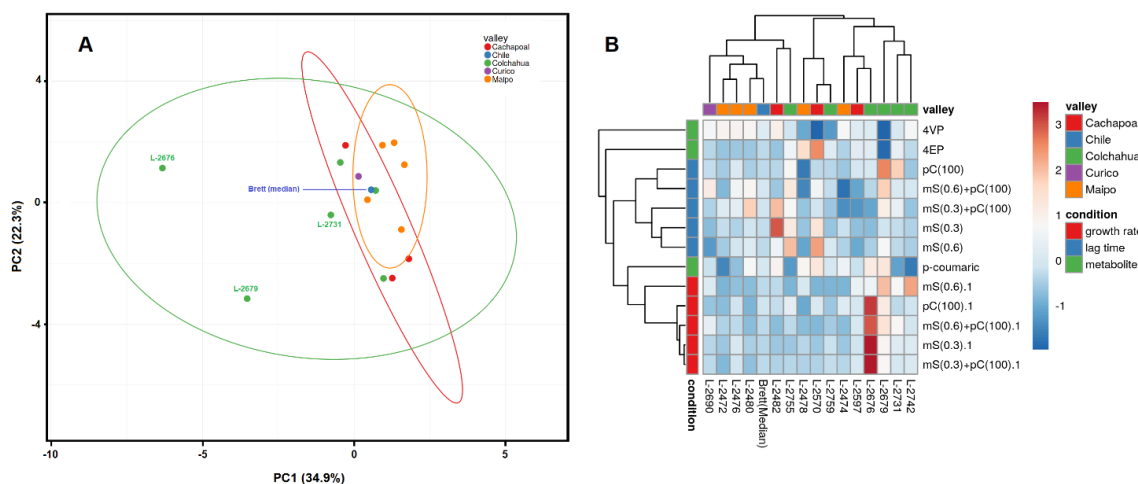 A
valley
Cachapoal
Chile
Colchahua
Curico
Maipo
4
0
-4
PC2 (22.3%)
L-2676
Brett (median)
L-2731
L-2679
-10
-5
0
5
PC1 (34.9%)
B
valley
4VP
4EP
pC(100)
mS(0.6)+pC(100)
mS(0.3)+pC(100)
mS(0.3)
mS(0.6)
p-coumaric
mS(0.6).1
pC(100).1
mS(0.6)+pC(100).1
mS(0.3).1
mS(0.3)+pC(100).1
condition
L-2690
L-2472
L-2476
L-2480
Brett(Median)
L-2482
L-2755
L-2478
L-2570
L-2759
L-2474
L-2597
L-2676
L-2679
L-2731
L-2742
3
2
1
0
-1
valley
Cachapoal
Chile
Colchahua
Curico
Maipo
condition
growth rate
lag time
metabolite